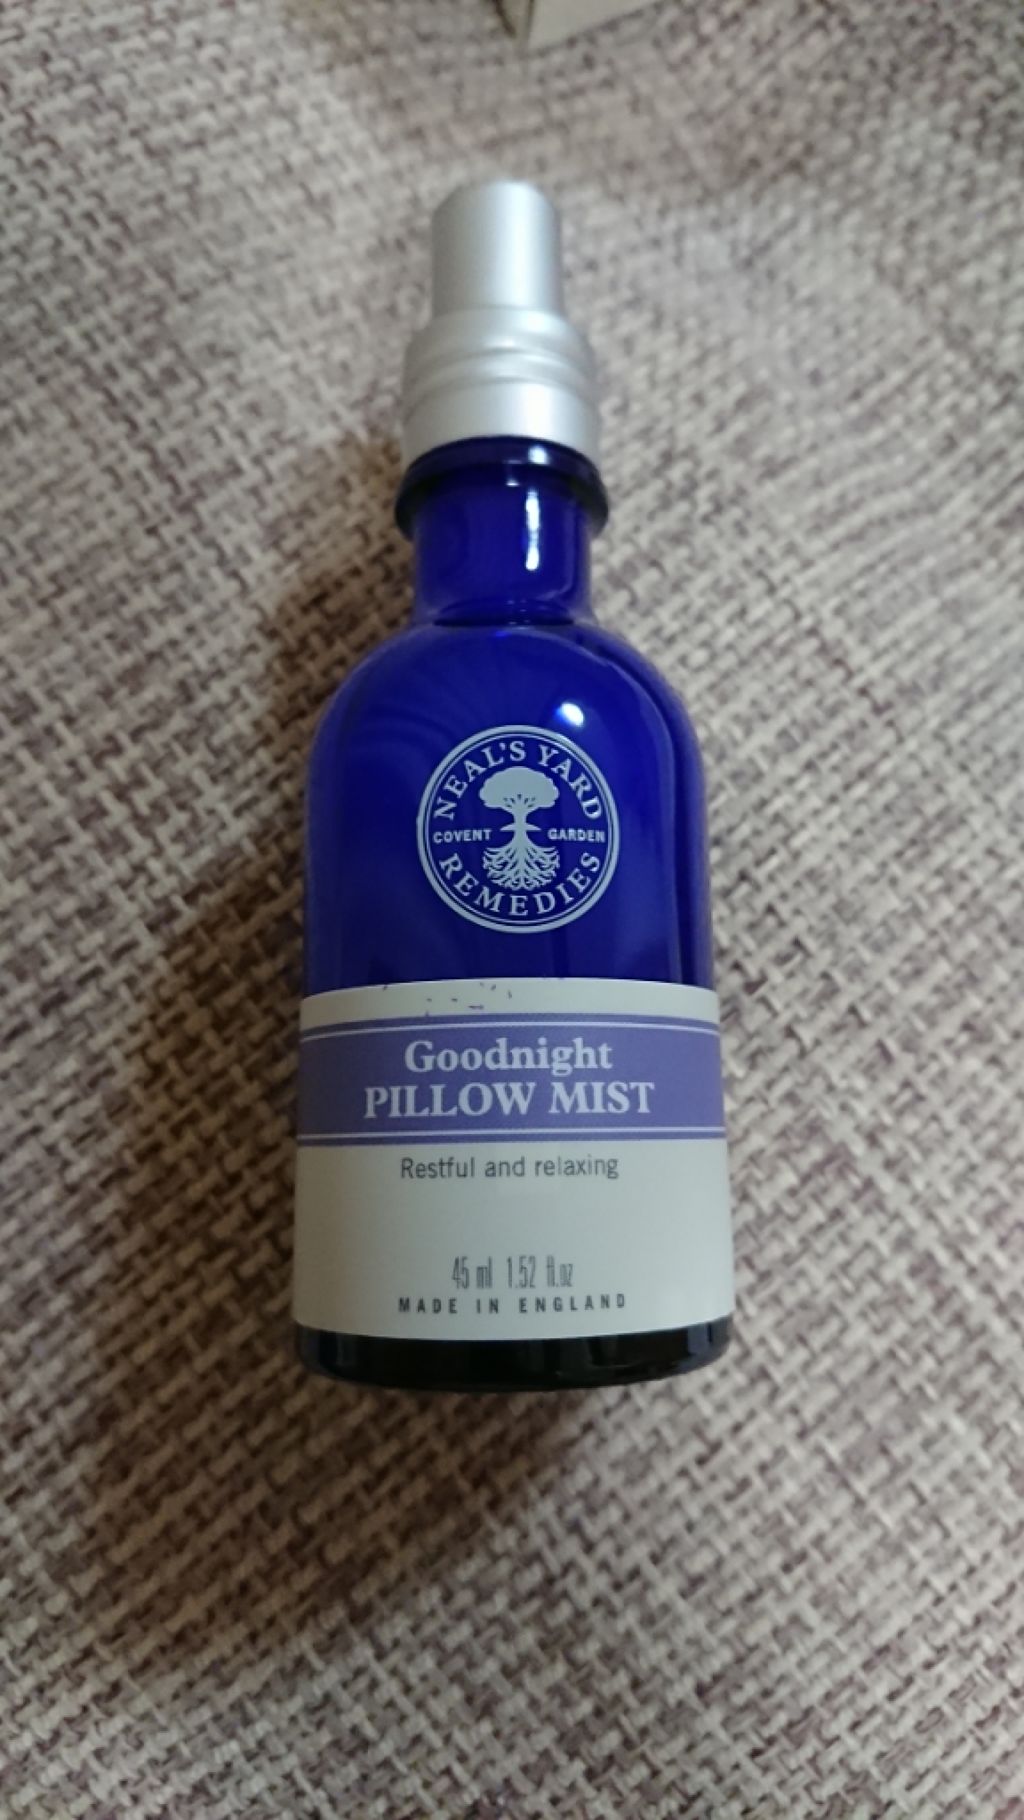 NEAL'S YARD
COVENT GARDEN
REMEDIES
Goodnight
PILLOW MIST
Restful and relaxing
45 ml 1.52 fl.oz
MADE IN ENGLAND